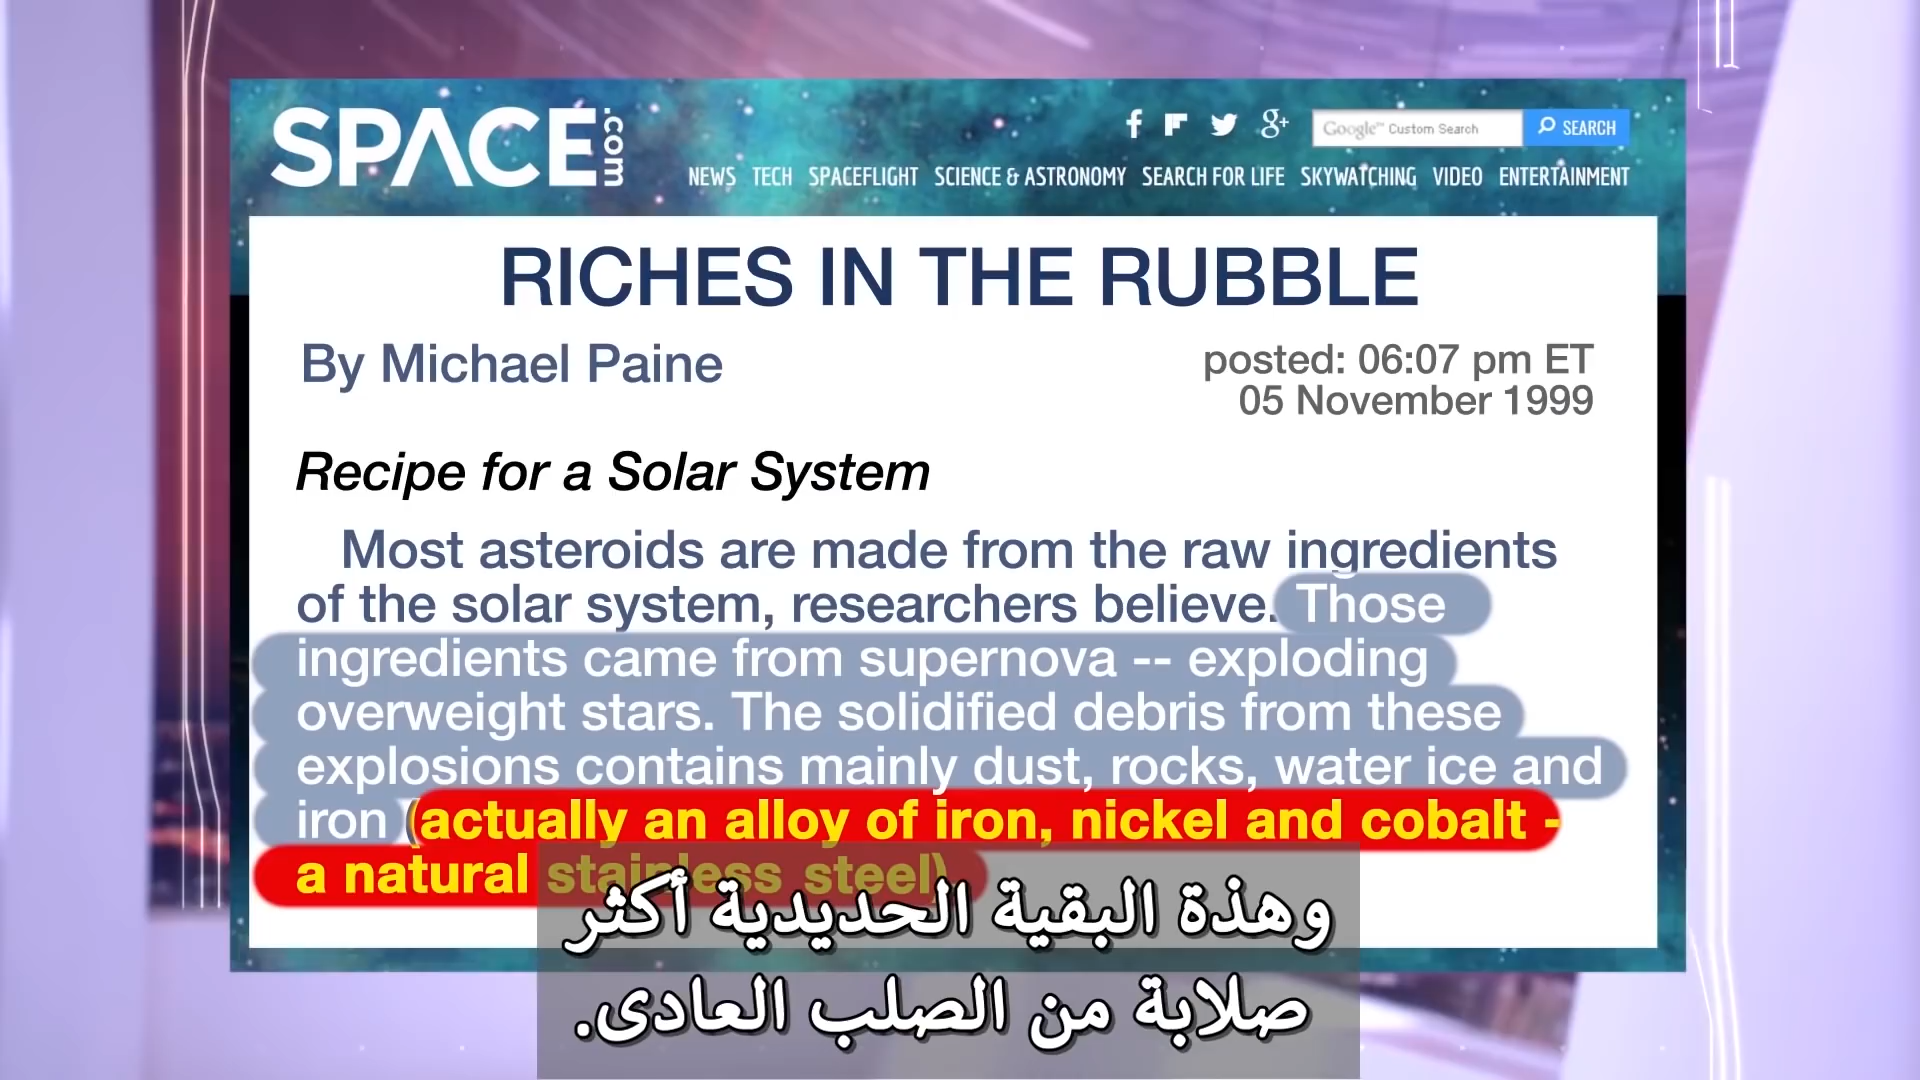 SPACE.com
Google™ Custom Search
SEARCH
NEWS TECH SPACEFLIGHT SCIENCE & ASTRONOMY SEARCH FOR LIFE SKYWATCHING VIDEO ENTERTAINMENT
RICHES IN THE RUBBLE
By Michael Paine
posted: 06:07 pm ET
05 November 1999
Recipe for a Solar System
Most asteroids are made from the raw ingredients
of the solar system, researchers believe. Those
ingredients came from supernova -- exploding
overweight stars. The solidified debris from these
explosions contains mainly dust, rocks, water ice and
iron (actually an alloy of iron, nickel and cobalt -
a natural stainless steel)
وهذة البقية الحديدية أكثر
صلابة من الصلب العادى.